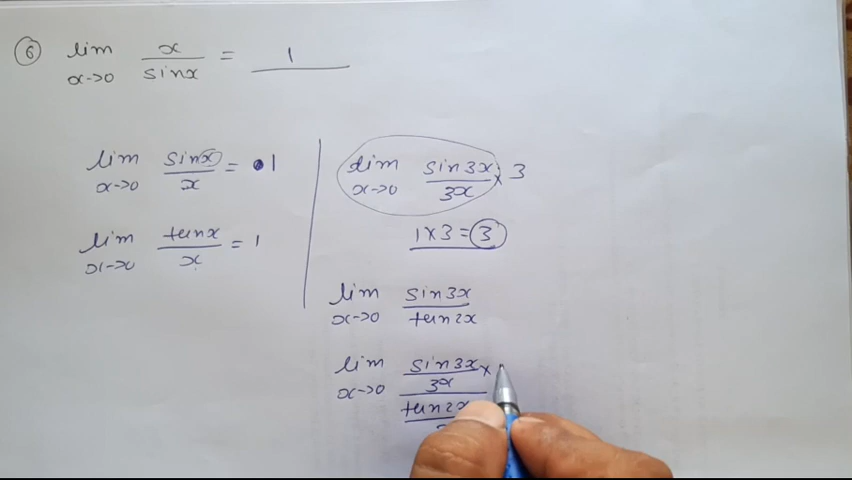 ⑥ lim x→0 x/sinx = 1
lim x→0 sinx/x = 1
lim x→0 tanx/x = 1
lim x→0 sin3x/3x × 3
1×3 = 3
lim x→0 sin3x/tan2x
lim x→0 sin3x/3x ×
tan2x